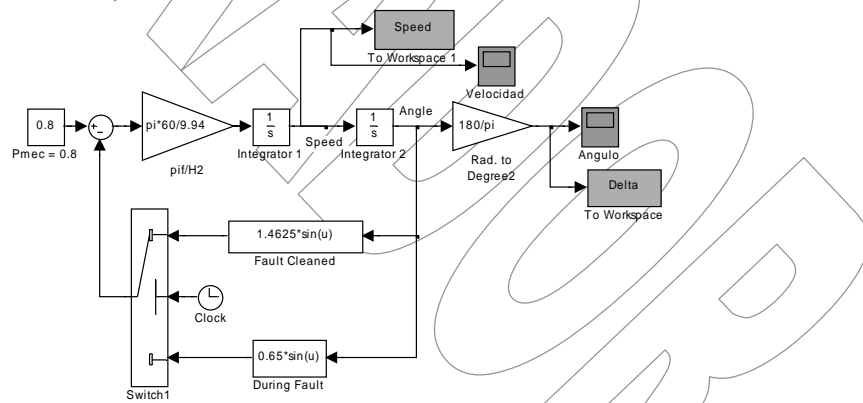 Speed
To Workspace 1
Velocidad
0.8
Pmec = 0.8
+
−
pi*60/9.94
pif/H2
1
s
Integrator 1
Speed
1
s
Integrator 2
Angle
180/pi
Rad. to
Degree2
Angulo
Delta
To Workspace
1.4625*sin(u)
Fault Cleaned
Clock
0.65*sin(u)
During Fault
Switch1